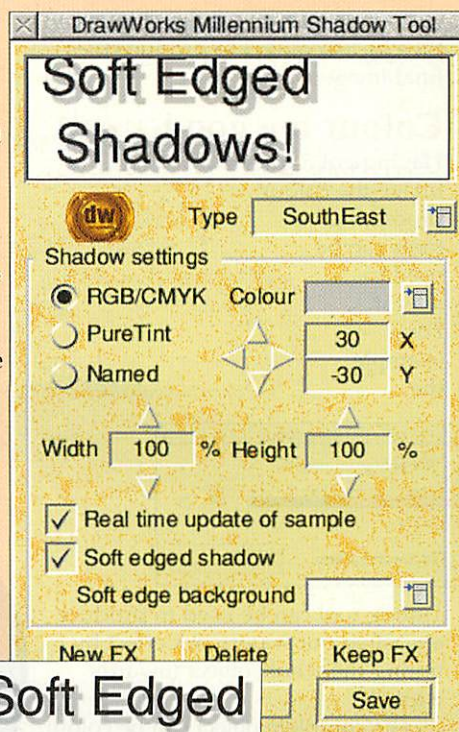 DrawWorks Millennium Shadow Tool
Soft Edged
Shadows!
dw Type SouthEast
Shadow settings
RGB/CMYK Colour
PureTint 30 X
Named -30 Y
Width 100 % Height 100 %
Real time update of sample
Soft edged shadow
Soft edge background
New FX Delete Keep FX
Save
Soft Edged